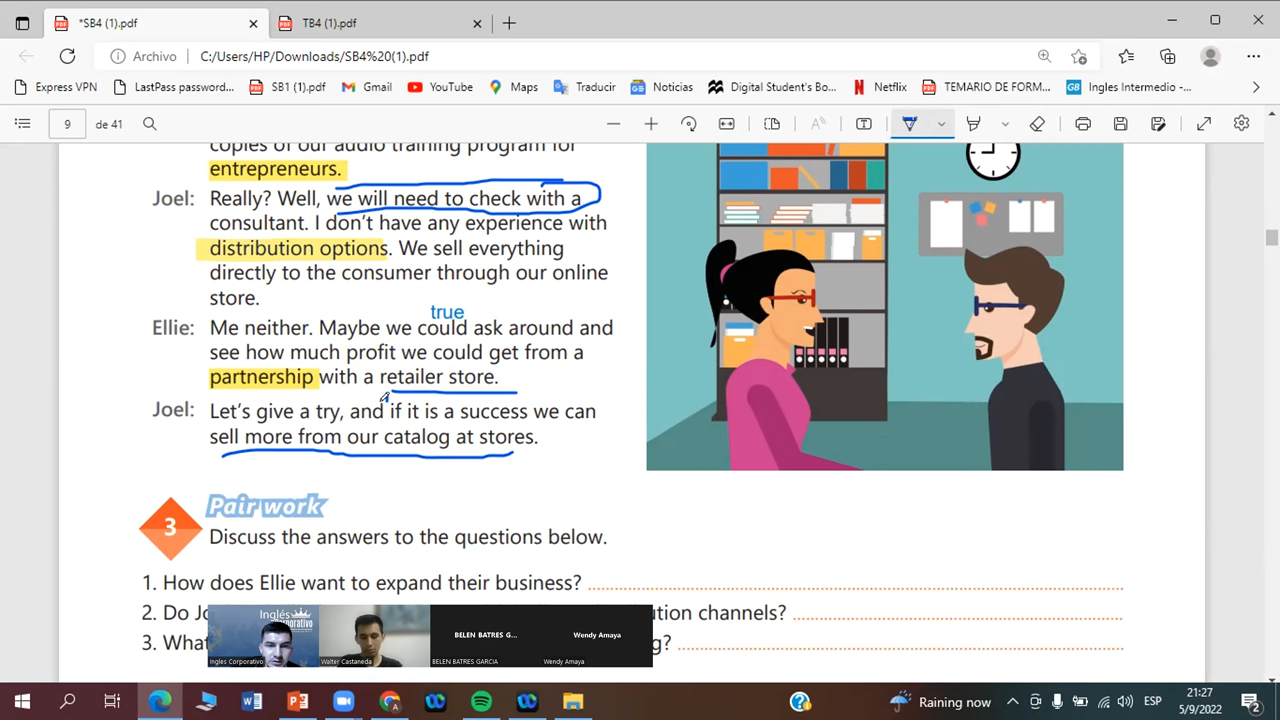 *SB4 (1).pdf
TB4 (1).pdf
Archivo C:/Users/HP/Downloads/SB4%20(1).pdf
Express VPN LastPass password... SB1 (1).pdf Gmail YouTube Maps Traducir Noticias Digital Student's Bo... Netflix TEMARIO DE FORM... Ingles Intermedio -...
9 de 41
copies of our audio training program for
entrepreneurs.
Joel: Really? Well, we will need to check with a
consultant. I don't have any experience with
distribution options. We sell everything
directly to the consumer through our online
store.
true
Ellie: Me neither. Maybe we could ask around and
see how much profit we could get from a
partnership with a retailer store.
Joel: Let's give a try, and if it is a success we can
sell more from our catalog at stores.
3 Pair work
Discuss the answers to the questions below.
1. How does Ellie want to expand their business?
2. Do ution channels?
3. g?
Inglés
Corporativo
BELEN BATRES G...
Wendy Amaya
Ingles Corporativo
Walter Castaneda
BELEN BATRES GARCIA
Wendy Amaya
Raining now
ESP
21:27
5/9/2022
2